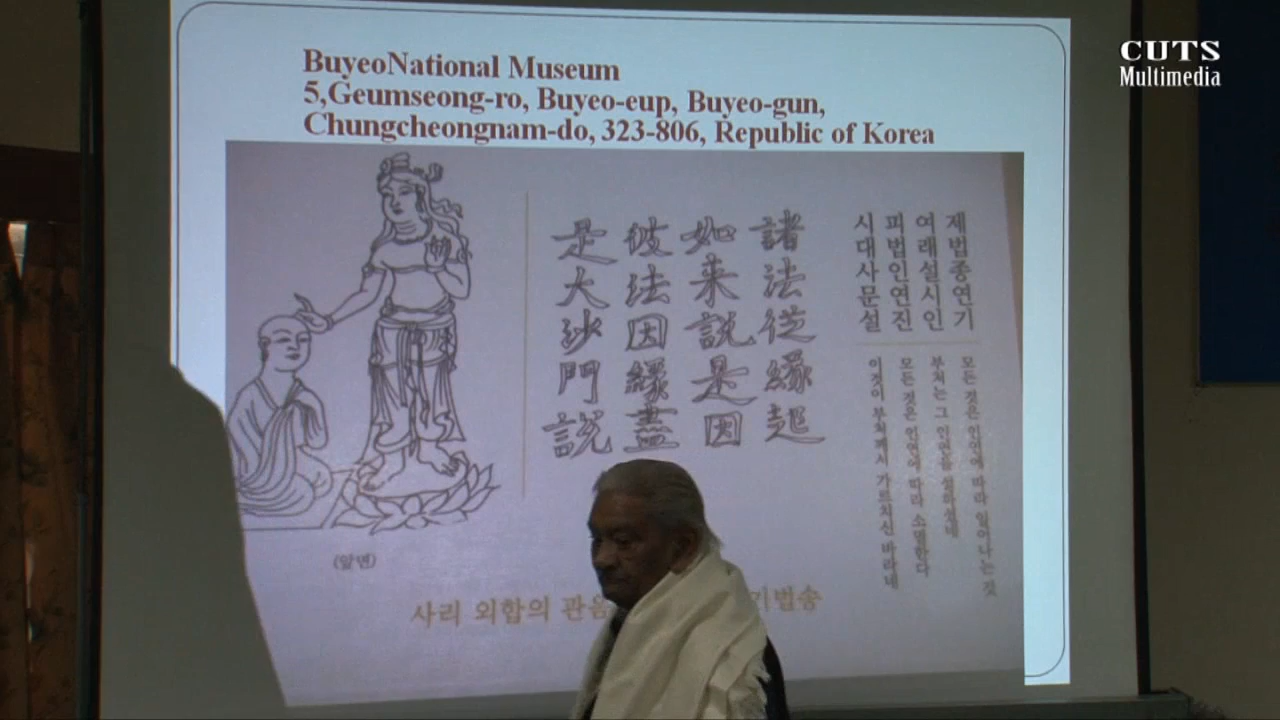 CUTS
Multimedia
BuyeoNational Museum
5,Geumseong-ro, Buyeo-eup, Buyeo-gun,
Chungcheongnam-do, 323-806, Republic of Korea
제법종연기
여래설시인
피법인연진
시대사문설
모든 것은 인연에 따라 일어나는 것
부처는 그 인연을 설하셨네
모든 것은 인연에 따라 소멸한다
이것이 부처께서 가르치신 바라네
諸法從緣起
如来説是因
彼法因緣盡
是大沙門説
(앞면)
사리 외합의 관음 기법송